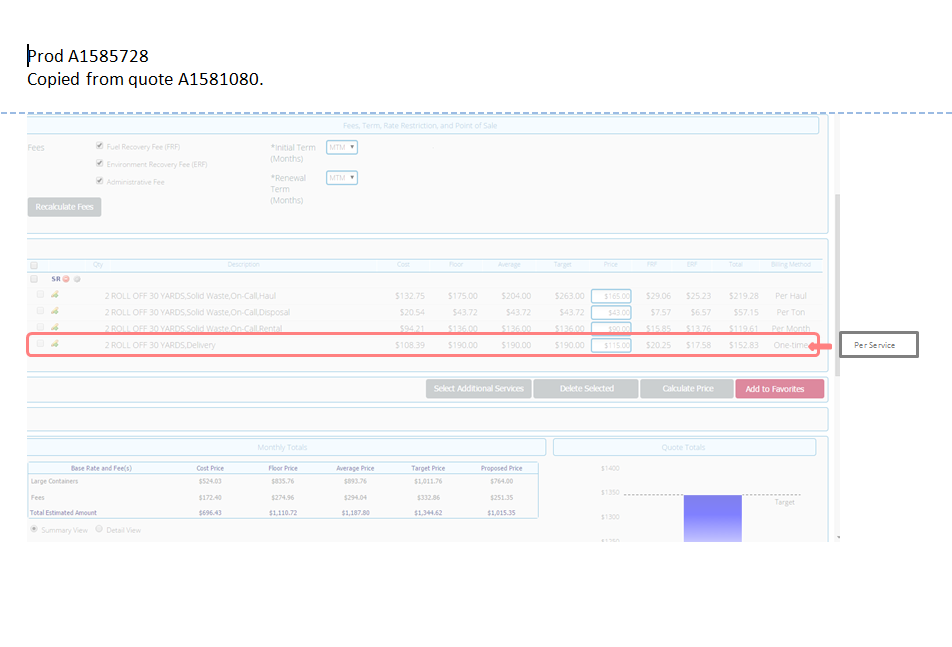 Prod A1585728
Copied from quote A1581080.
Fees, Term, Rate Restriction, and Point of Sale
Fees Fuel Recovery Fee (FRF) *Initial Term (Months) MTM
Environment Recovery Fee (ERF)
Administrative Fee *Renewal Term (Months) MTM
Recalculate Fees
Qty Description Cost Floor Average Target Price FRF ERF Total Billing Method
SR
2 ROLL OFF 30 YARDS,Solid Waste,On-Call,Haul $132.75 $175.00 $204.00 $263.00 $165.00 $29.06 $25.23 $219.28 Per Haul
2 ROLL OFF 30 YARDS,Solid Waste,On-Call,Disposal $20.54 $43.72 $43.72 $43.72 $43.00 $7.57 $6.57 $57.15 Per Ton
2 ROLL OFF 30 YARDS,Solid Waste,On-Call,Rental $94.21 $136.00 $136.00 $136.00 $90.00 $15.85 $13.76 $119.61 Per Month
2 ROLL OFF 30 YARDS,Delivery $108.39 $190.00 $190.00 $190.00 $115.00 $20.25 $17.58 $152.83 One-time
Per Service
Select Additional Services Delete Selected Calculate Price Add to Favorites
Monthly Totals Quote Totals
Base Rate and Fee(s) Cost Price Floor Price Average Price Target Price Proposed Price
Large Containers $524.03 $835.76 $893.76 $1,011.76 $764.00
Fees $172.40 $274.96 $294.04 $332.86 $251.35
Total Estimated Amount $696.43 $1,110.72 $1,187.80 $1,344.62 $1,015.35
Summary View Detail View
$1400
$1350
Target
$1300